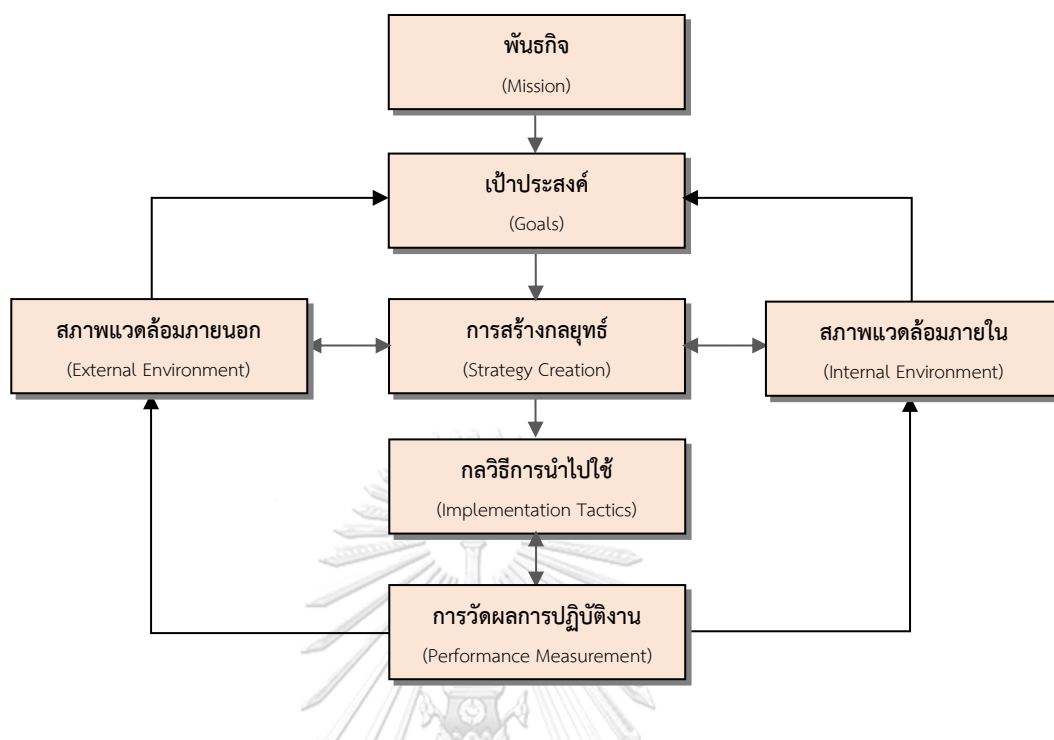 พันธกิจ
(Mission)
เป้าประสงค์
(Goals)
สภาพแวดล้อมภายนอก
(External Environment)
การสร้างกลยุทธ์
(Strategy Creation)
สภาพแวดล้อมภายใน
(Internal Environment)
กลวิธีการนำไปใช้
(Implementation Tactics)
การวัดผลการปฏิบัติงาน
(Performance Measurement)